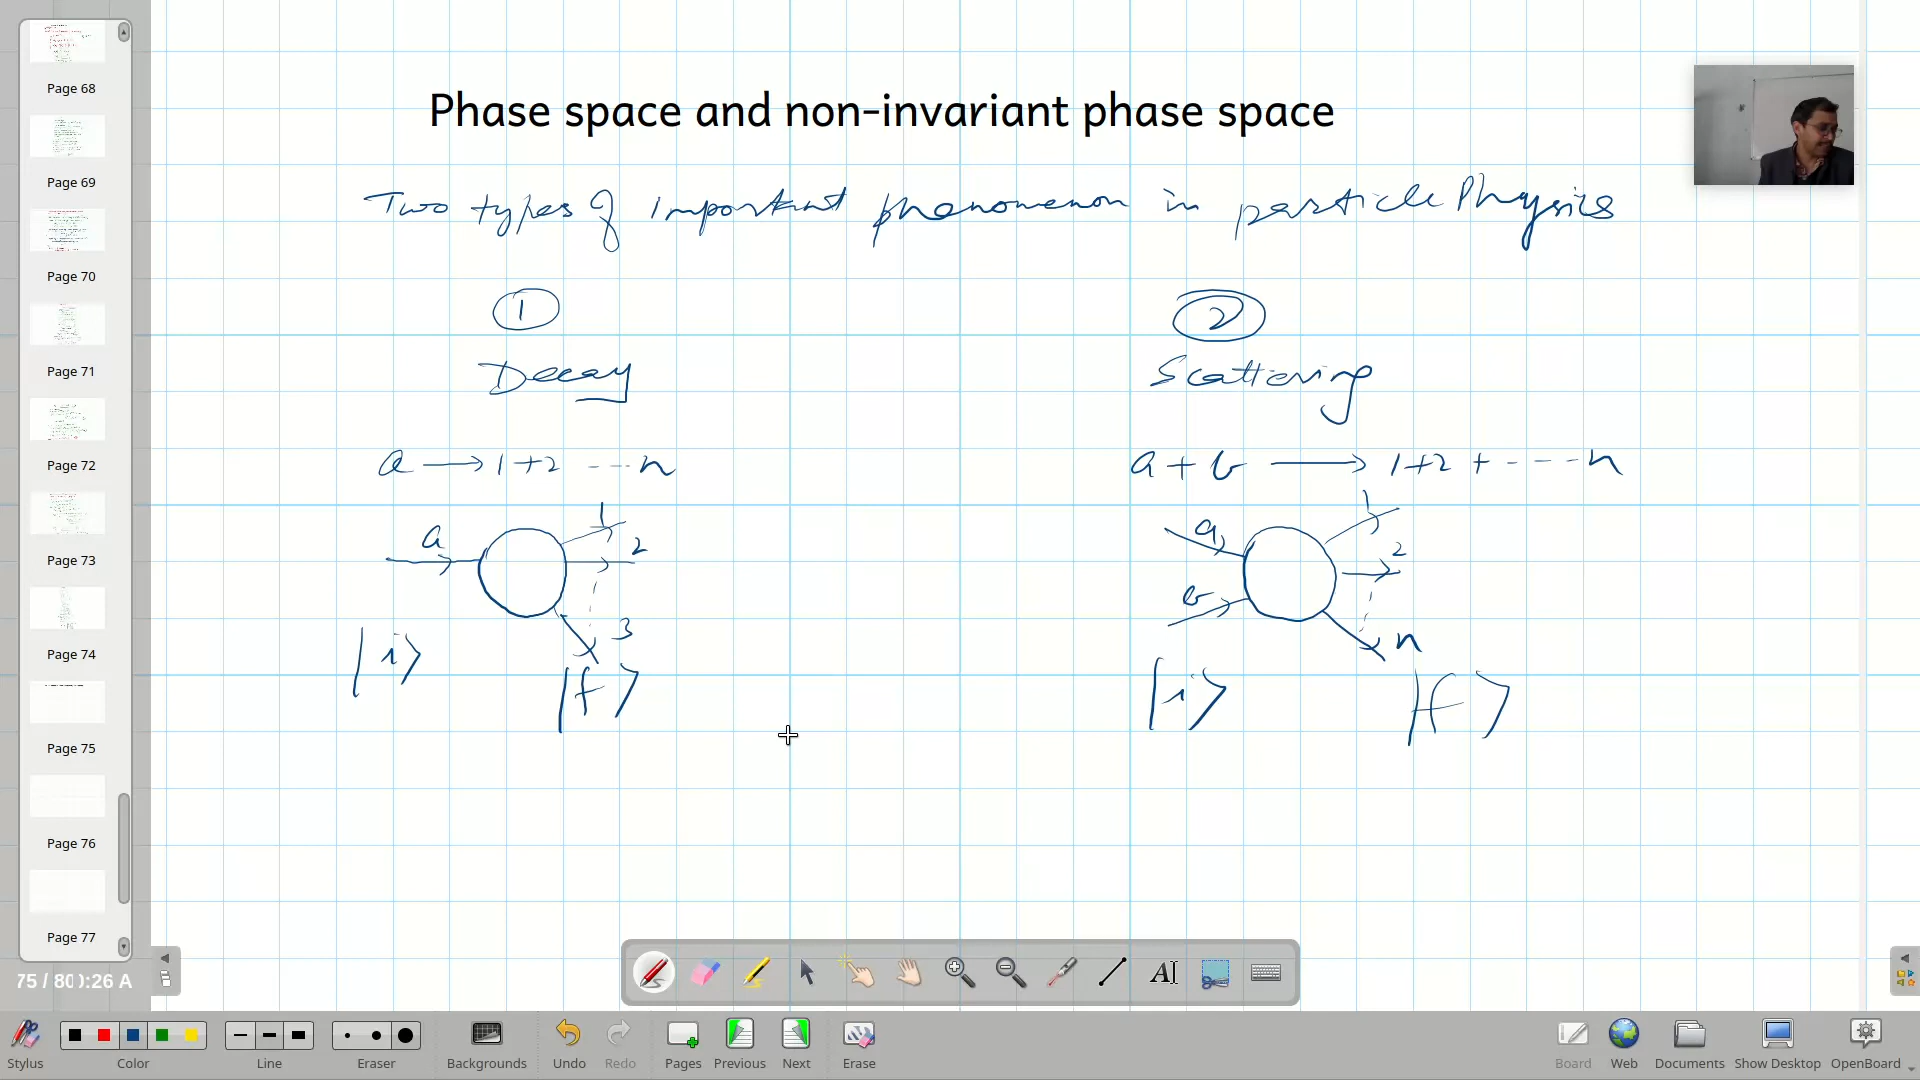 Phase space and non-invariant phase space
Two types of important phenomenon in particle Physics
1
2
Decay
Scattering
a → 1+2 ---- n
a + b → 1+2 + ---- n
a
1
2
3
a
b
1
2
n
|i⟩
|f⟩
|i⟩
|f⟩
Page 68
Page 69
Page 70
Page 71
Page 72
Page 73
Page 74
Page 75
Page 76
Page 77
75 / 80
Stylus
Color
Line
Eraser
Backgrounds
Undo
Redo
Pages
Previous
Next
Erase
Board
Web
Documents
Show Desktop
OpenBoard